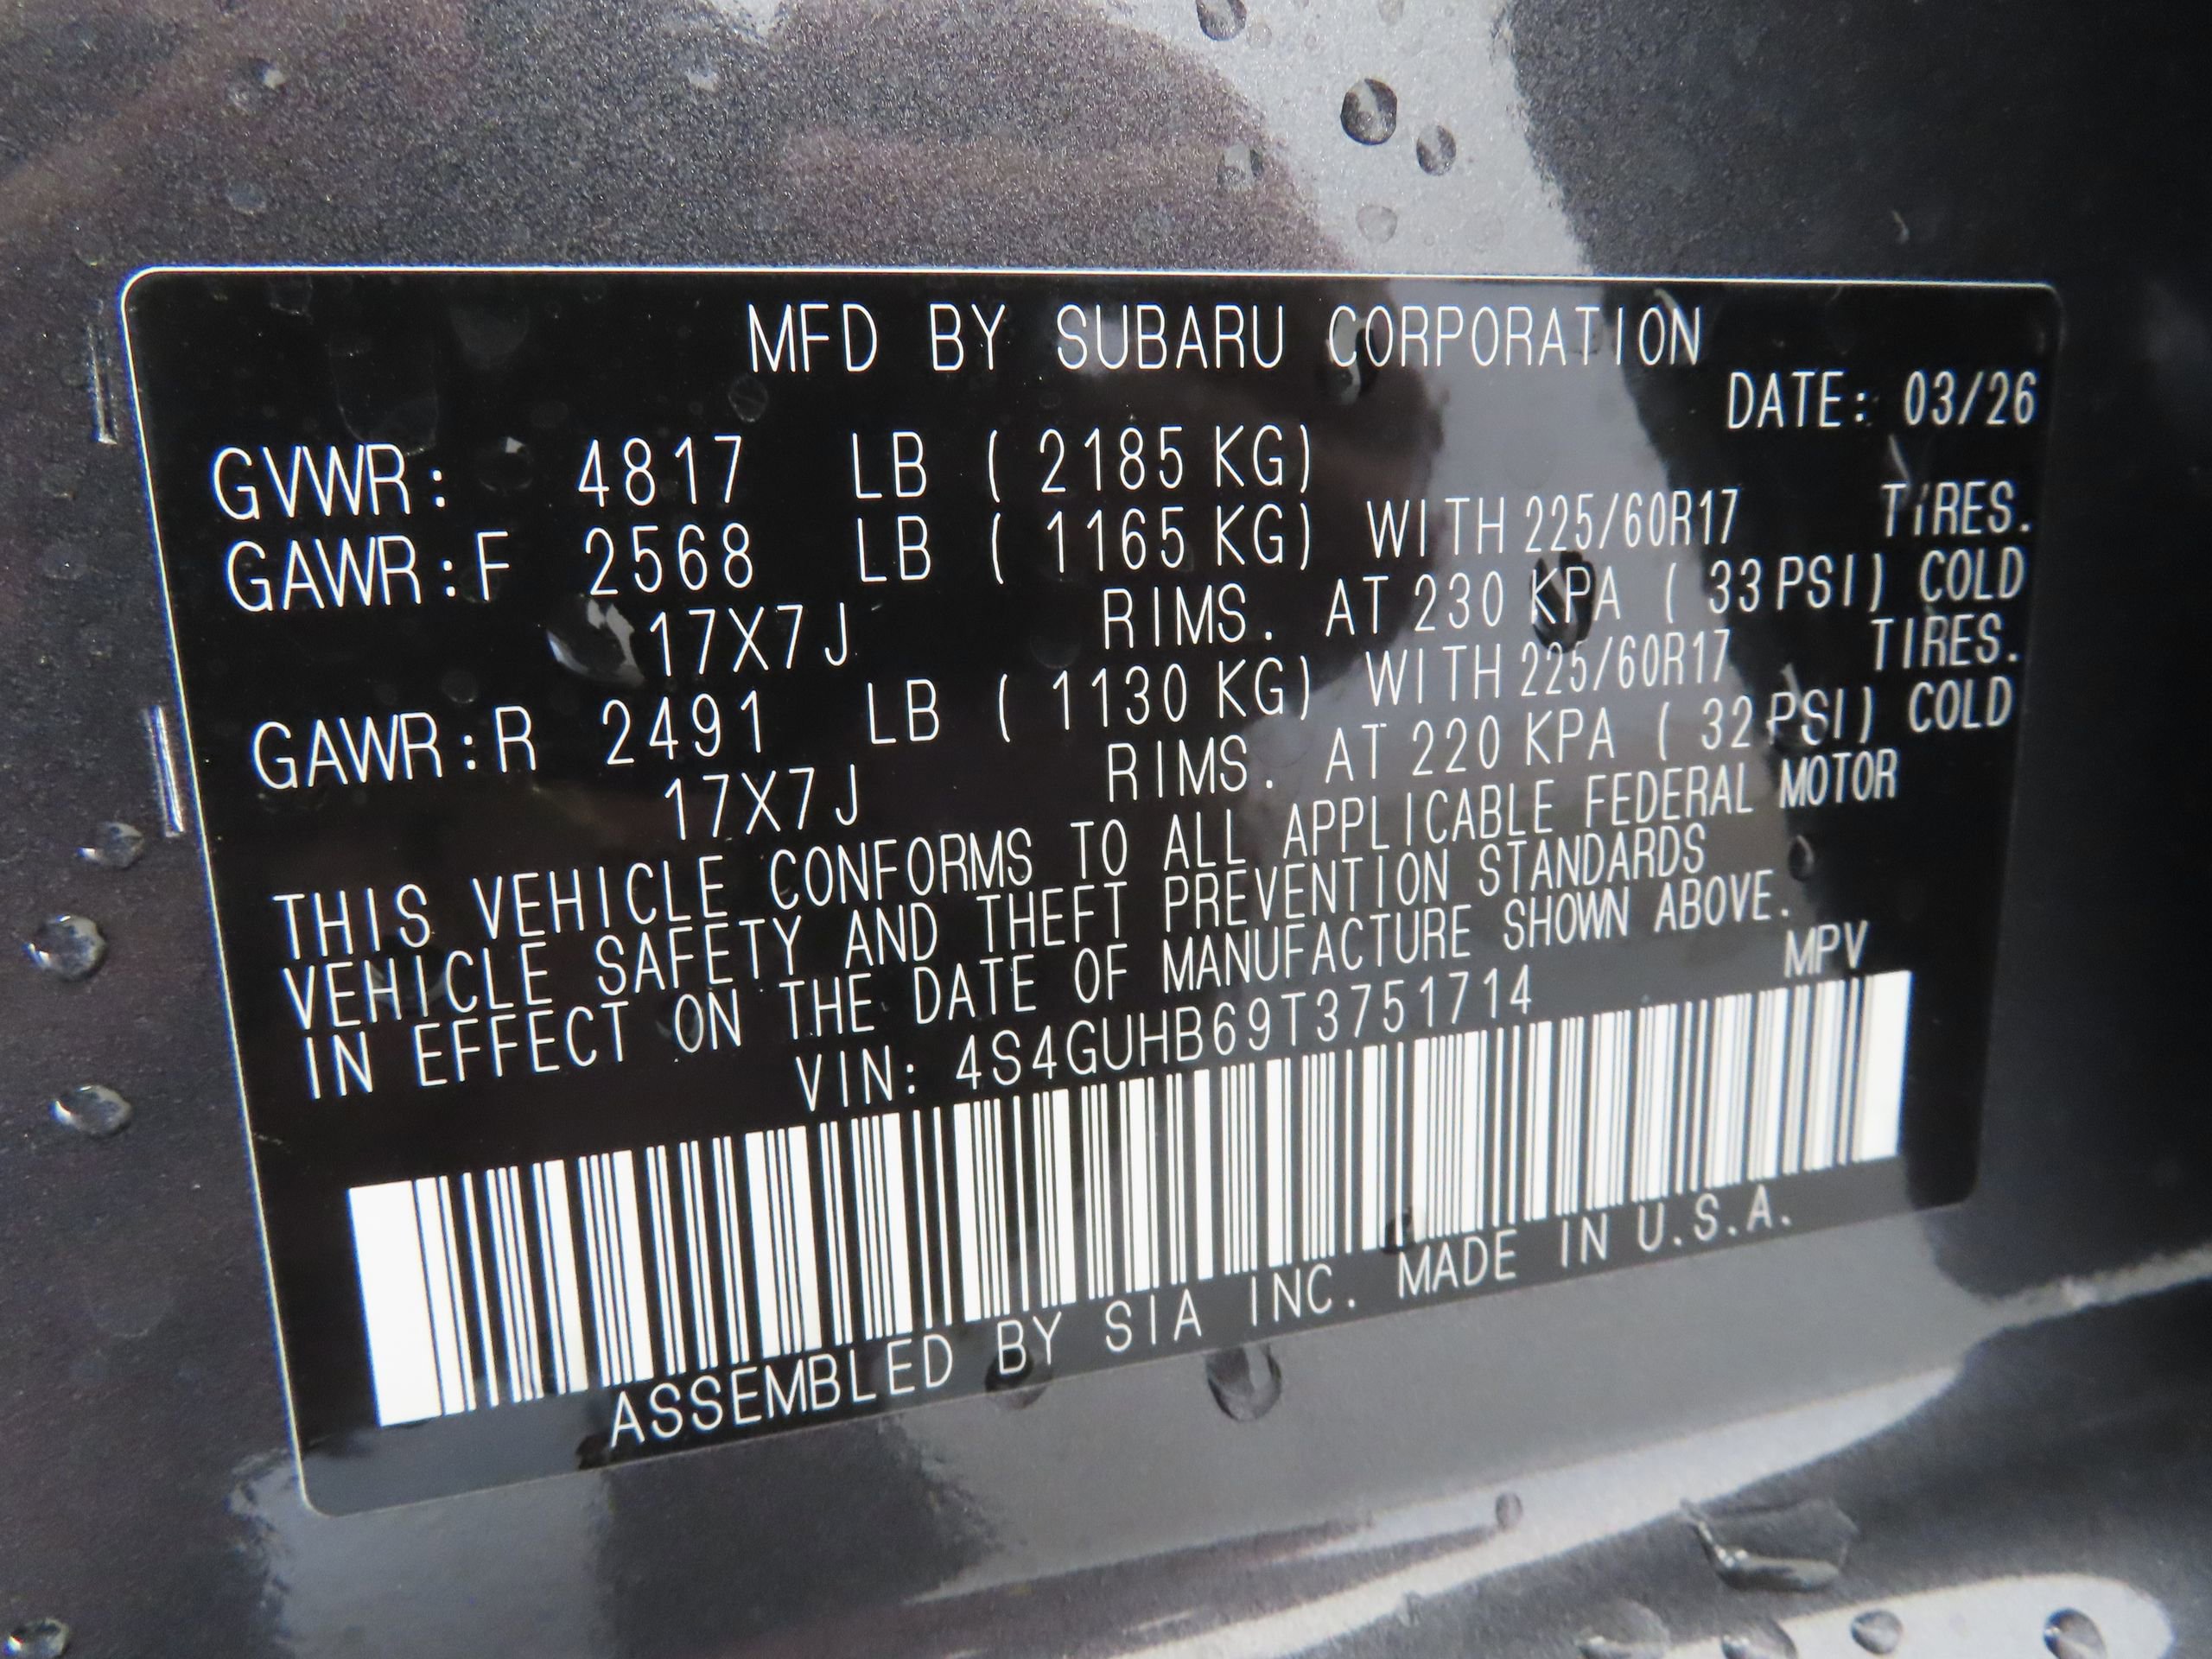 MFD BY SUBARU CORPORATION
DATE: 03/26
GVWR: 4817 LB ( 2185 KG)
GAWR:F 2568 LB ( 1165 KG) WITH 225/60R17 TIRES.
17X7J RIMS. AT 230 KPA ( 33 PSI) COLD
GAWR:R 2491 LB ( 1130 KG) WITH 225/60R17 TIRES.
17X7J RIMS. AT 220 KPA ( 32 PSI) COLD
THIS VEHICLE CONFORMS TO ALL APPLICABLE FEDERAL MOTOR
VEHICLE SAFETY AND THEFT PREVENTION STANDARDS
IN EFFECT ON THE DATE OF MANUFACTURE SHOWN ABOVE.
VIN: 4S4GUHB69T3751714 MPV
ASSEMBLED BY SIA INC. MADE IN U.S.A.